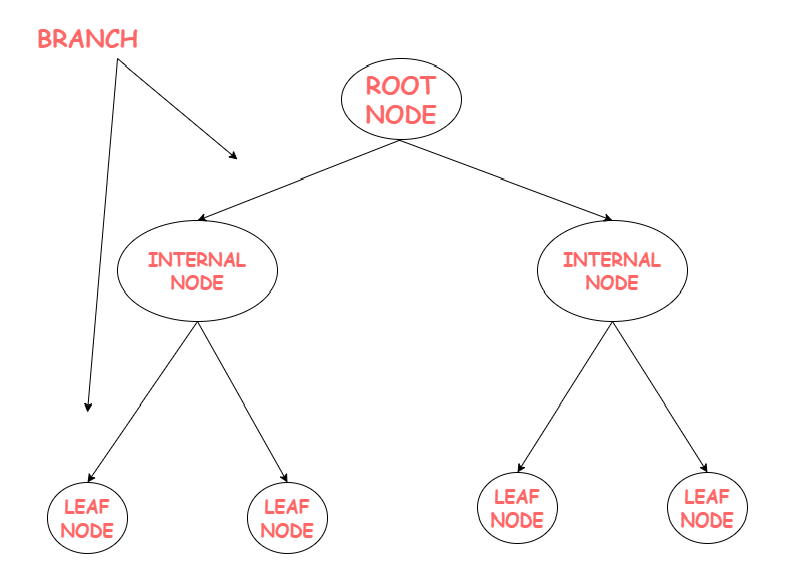 BRANCH
ROOT
NODE
INTERNAL
NODE
INTERNAL
NODE
LEAF
NODE
LEAF
NODE
LEAF
NODE
LEAF
NODE